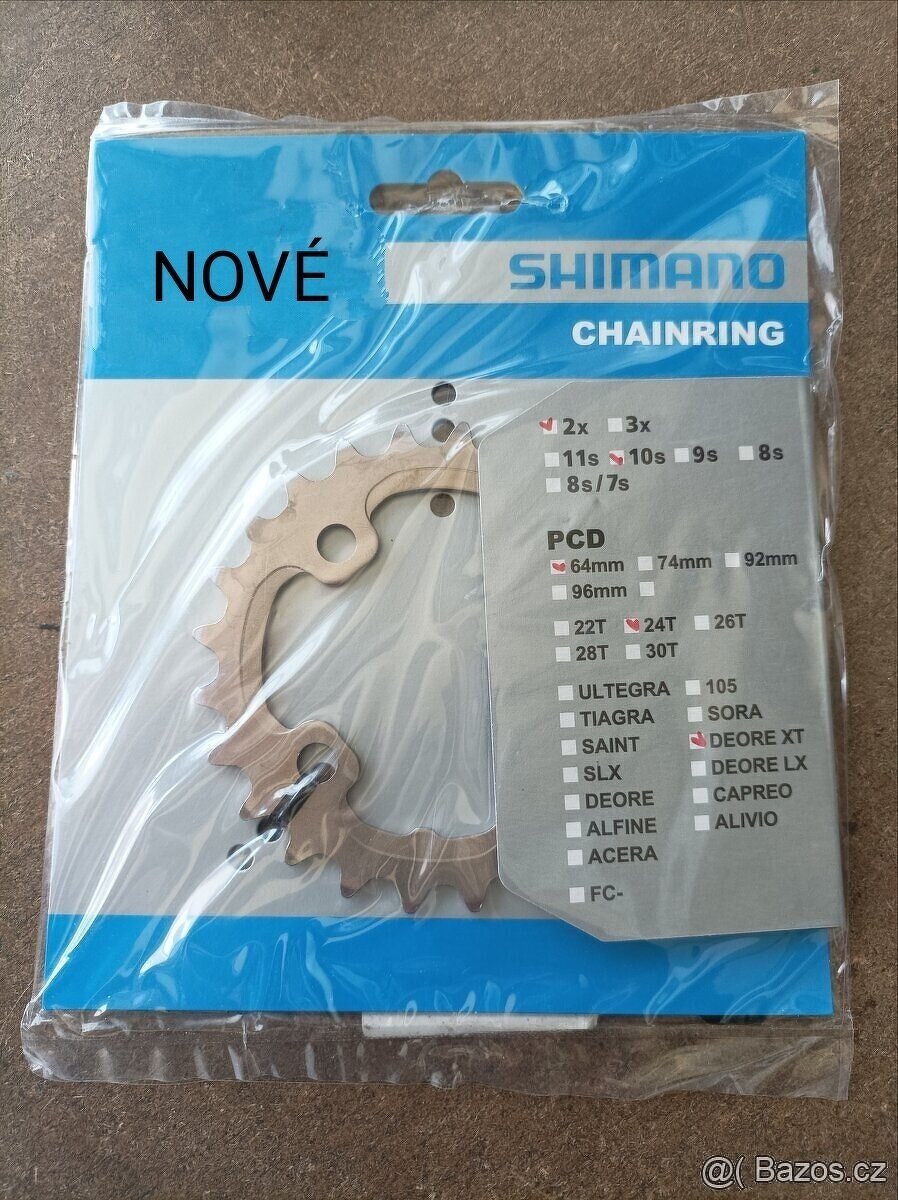 NOVÉ
SHIMANO
CHAINRING
2x 3x
11s 10s 9s 8s
8s/7s
PCD
64mm 74mm 92mm
96mm
22T 24T 26T
28T 30T
ULTEGRA 105
TIAGRA SORA
SAINT DEORE XT
SLX DEORE LX
DEORE CAPREO
ALFINE ALIVIO
ACERA
FC-
@( Bazos.cz